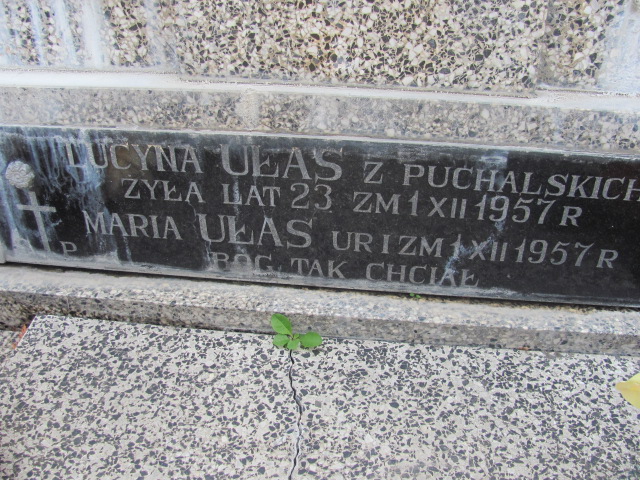 LUCYNA UŁAS Z PUCHALSKICH
ŻYŁA LAT 23 ZM 1 XII 1957 R
MARIA UŁAS UR I ZM 1 XII 1957 R
P
BÓG TAK CHCIAŁ